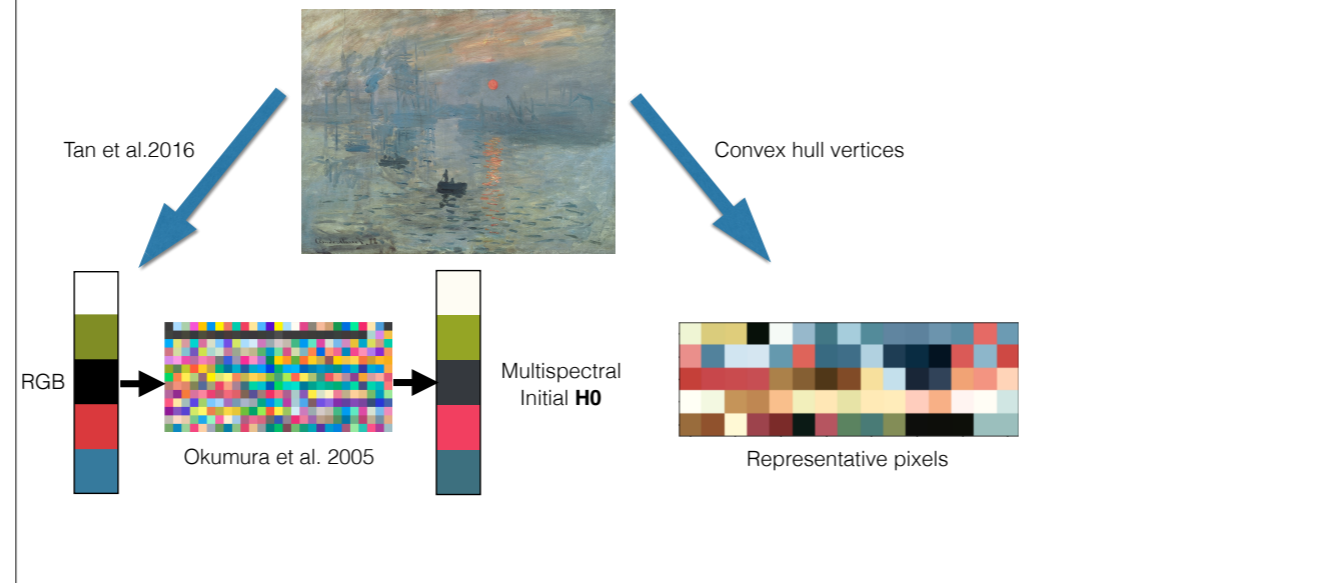 Tan et al.2016
Convex hull vertices
RGB
Multispectral
Initial H0
Okumura et al. 2005
Representative pixels